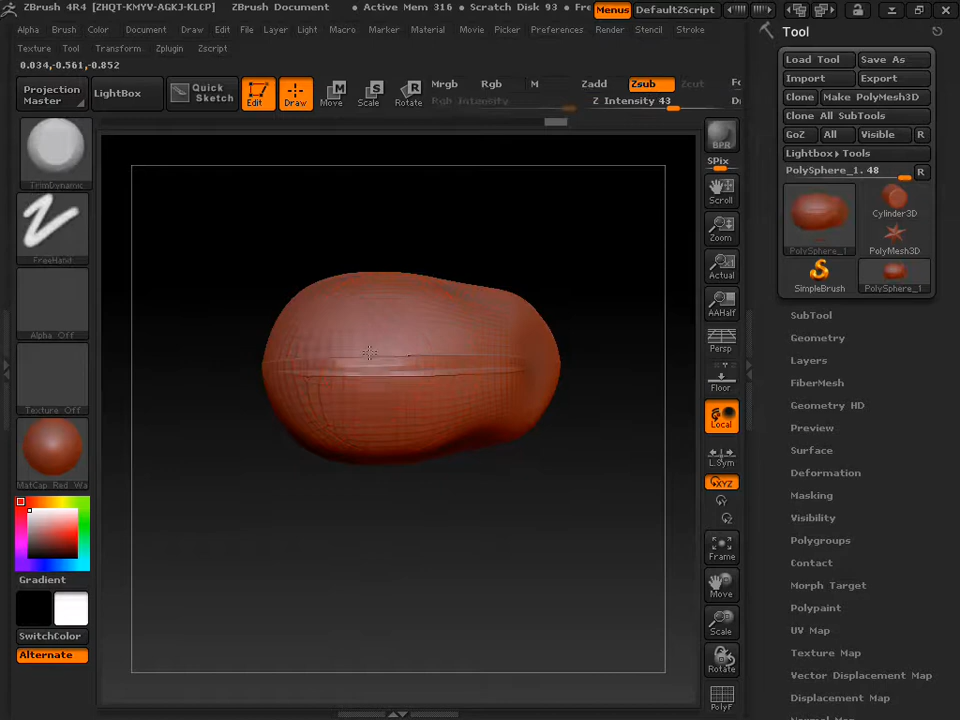 ZBrush 4R4 [ZHQT-KMYV-AGKJ-KLCP] ZBrush Document • Active Mem 316 • Scratch Disk 93 • Fre Menus DefaultZScript
Alpha Brush Color Document Draw Edit File Layer Light Macro Marker Material Movie Picker Preferences Render Stencil Stroke
Texture Tool Transform Zplugin Zscript
0.034,-0.561,-0.852
Projection Master
LightBox
Quick Sketch
Edit
Draw
Move
Scale
Rotate
Mrgb Rgb M
Rgb Intensity
Zadd Zsub Zcut
Z Intensity 43
TrimDynamic
FreeHand
Alpha Off
Texture Off
MatCap Red Wa
Gradient
SwitchColor
Alternate
BPR
SPix
Scroll
Zoom
Actual
AAHalf
Persp
Floor
Local
L.Sym
XYZ
Frame
Move
Scale
Rotate
PolyF
Tool
Load Tool Save As
Import Export
Clone Make PolyMesh3D
Clone All SubTools
GoZ All Visible R
Lightbox▸Tools
PolySphere_1. 48 R
PolySphere_1
Cylinder3D
PolyMesh3D
SimpleBrush
PolySphere_1
SubTool
Geometry
Layers
FiberMesh
Geometry HD
Preview
Surface
Deformation
Masking
Visibility
Polygroups
Contact
Morph Target
Polypaint
UV Map
Texture Map
Vector Displacement Map
Displacement Map